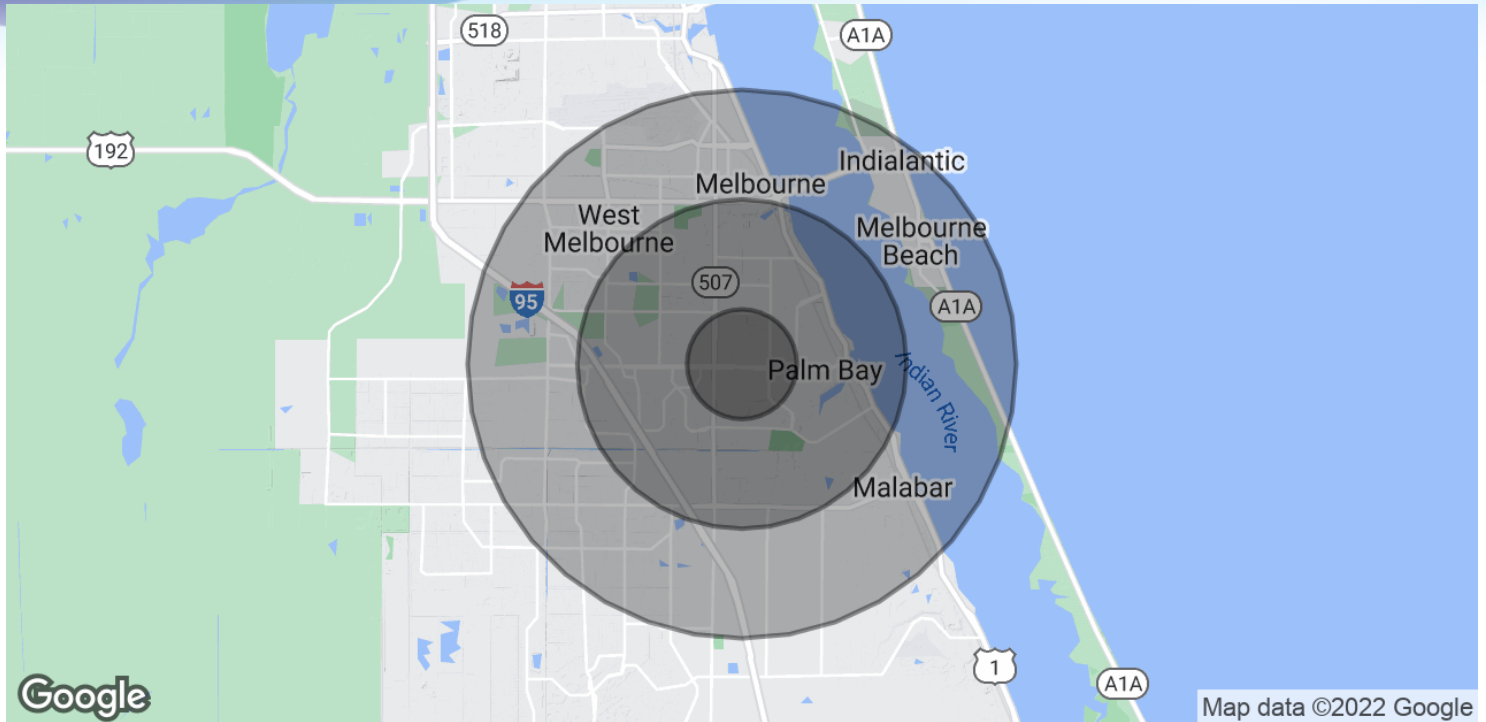 518
A1A
192
Indialantic
Melbourne
West
Melbourne
Melbourne
Beach
507
95
A1A
Palm Bay
Indian River
Malabar
1
A1A
Google
Map data ©2022 Google